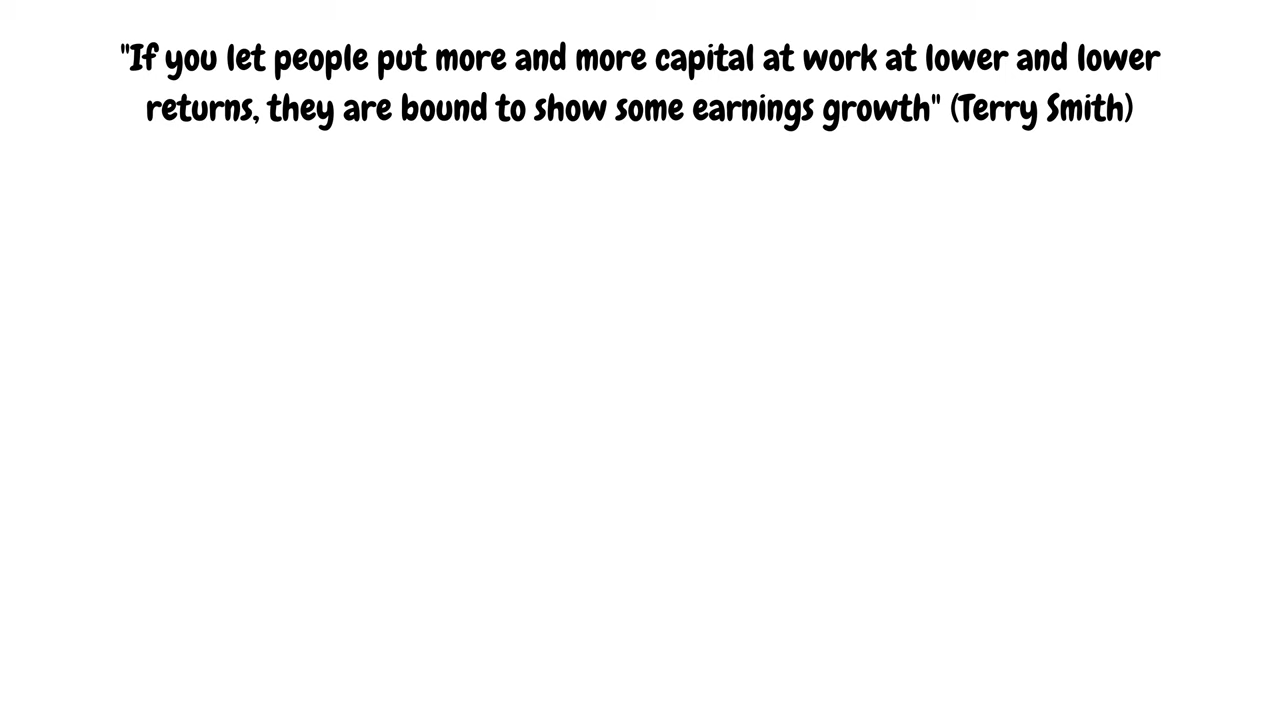 "If you let people put more and more capital at work at lower and lower
returns, they are bound to show some earnings growth" (Terry Smith)